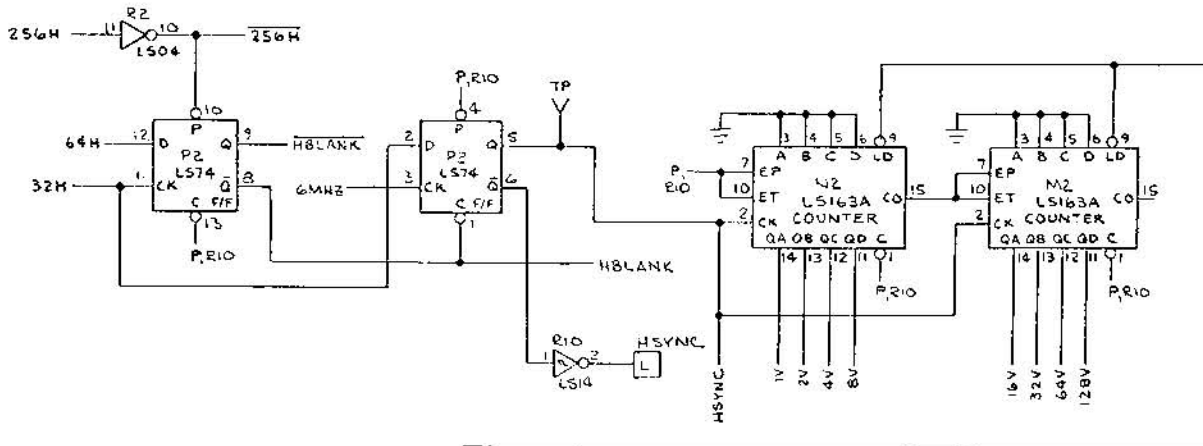 R2
256H 11 10 256H
LS04
P,R10 TP
10 4
P P
64H 12 D Q 9 HBLANK 2 D Q 5
P2 P2
LS74 LS74
32H CK Q 8 6MHZ 3 CK Q 6
C F/F C F/F
13 1
P,R10 HBLANK
R10 HSYNC
1 2 L
LS14
3 4 5 6 9
A B C D LD
P, R10 7 EP
N2
10 ET LS163A CO 15
2 CK COUNTER
QA QB QC QD C
14 13 12 11 1
P,R10
HSYNC 1V 2V 4V 8V
3 4 5 6 9
A B C D LD
7 EP
M2
10 ET LS163A CO 15
2 CK COUNTER
QA QB QC QD C
14 13 12 11 1
P,R10
16V 32V 64V 128V